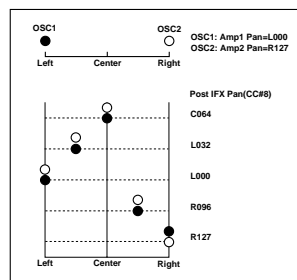 OSC1 OSC2
OSC1: Amp1 Pan=L000
OSC2: Amp2 Pan=R127
Left Center Right
Post IFX Pan(CC#8)
C064
L032
L000
R096
R127
Left Center Right